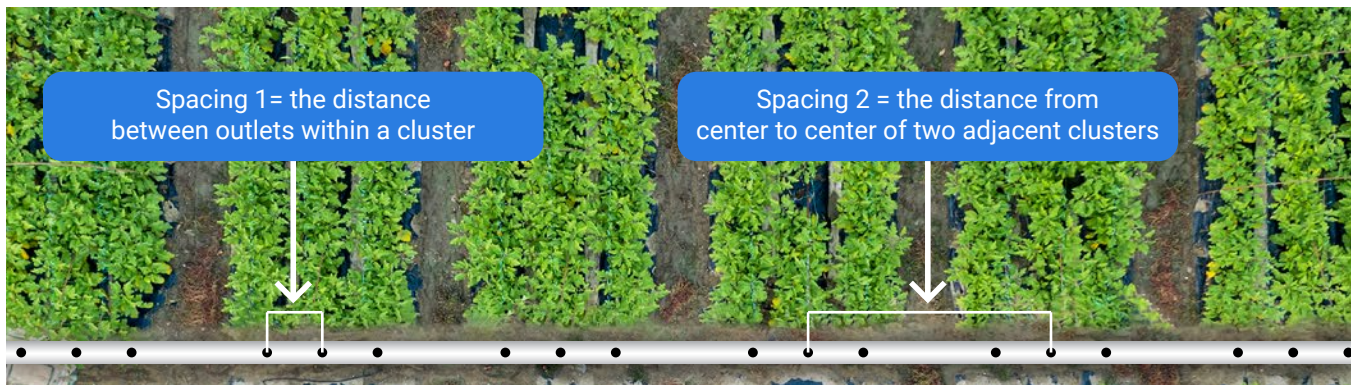 Spacing 1= the distance
between outlets within a cluster
Spacing 2 = the distance from
center to center of two adjacent clusters